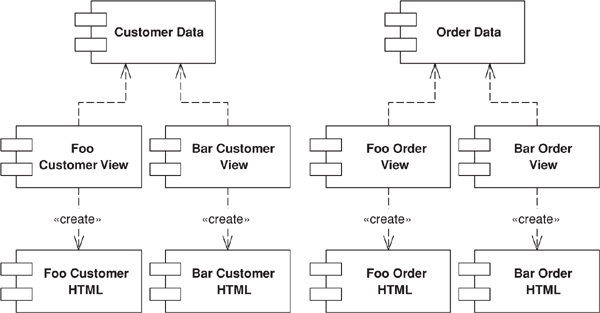 Customer Data
Order Data
Foo
Customer View
Bar Customer
View
Foo Order
View
Bar Order
View
«create»
«create»
«create»
«create»
Foo Customer
HTML
Bar Customer
HTML
Foo Order
HTML
Bar Order
HTML